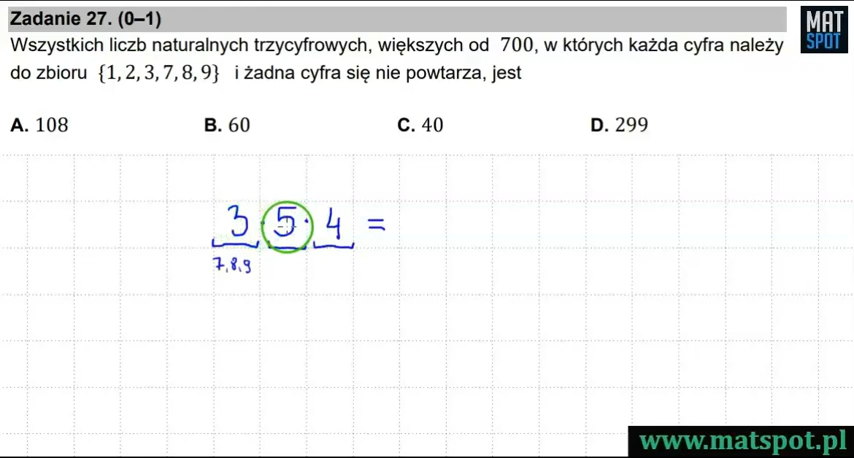 Zadanie 27. (0–1)
MAT
SPOT
Wszystkich liczb naturalnych trzycyfrowych, większych od 700, w których każda cyfra należy
do zbioru {1, 2, 3, 7, 8, 9} i żadna cyfra się nie powtarza, jest
A. 108 B. 60 C. 40 D. 299
3 · 5 · 4 =
7,8,9
www.matspot.pl